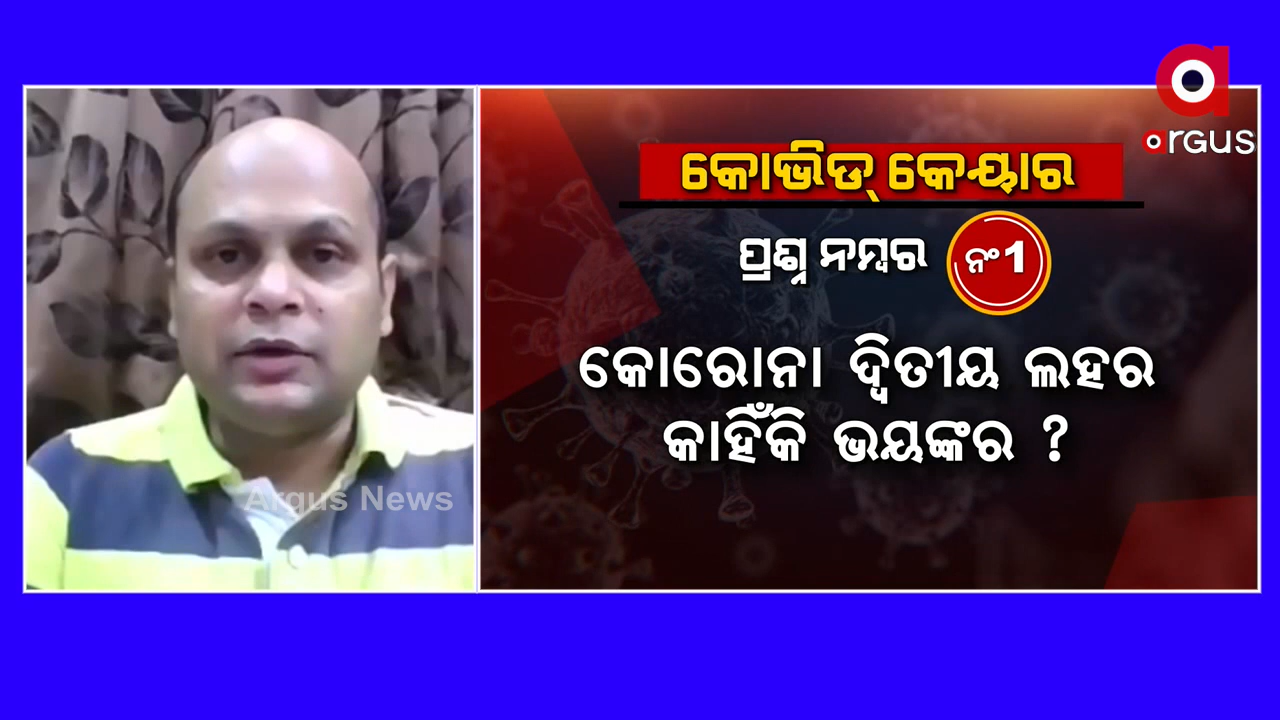 argus
କୋଭିଡ୍ କେୟାର
ପ୍ରଶ୍ନ ନମ୍ବର ନଂ 1
କୋରୋନା ଦ୍ୱିତୀୟ ଲହର
କାହିଁକି ଭୟଙ୍କର ?
Argus News